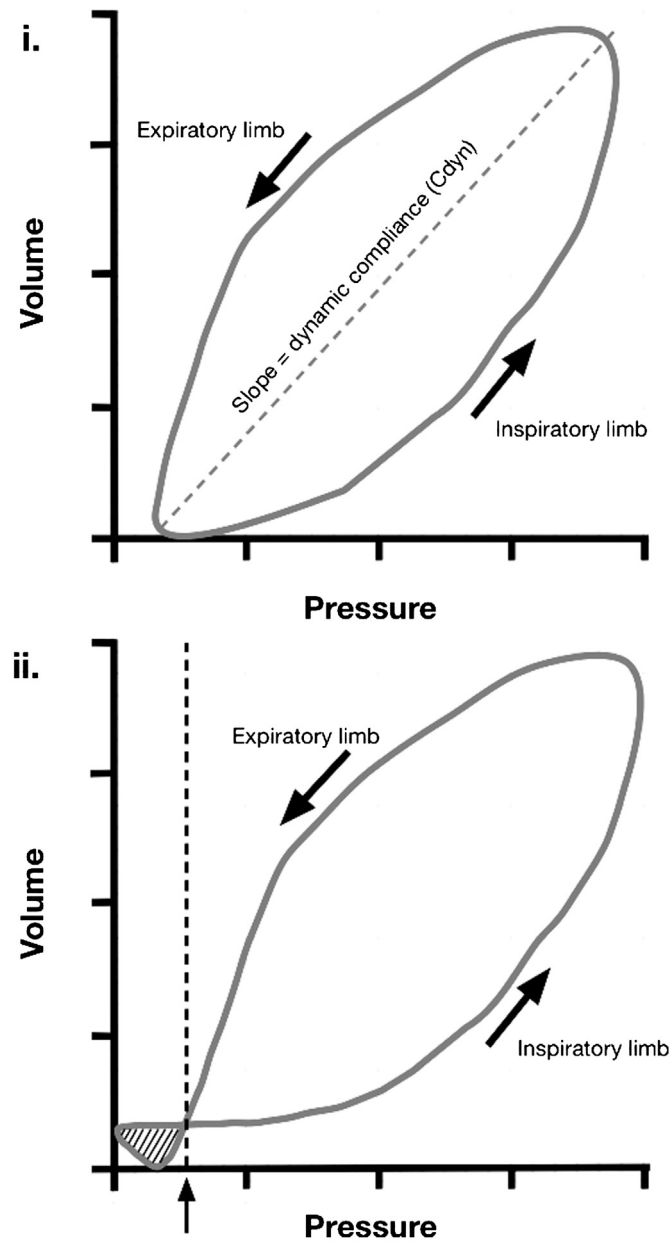 i.
Expiratory limb
Slope = dynamic compliance (Cdyn)
Volume
Inspiratory limb
Pressure
ii.
Expiratory limb
Volume
Inspiratory limb
Pressure